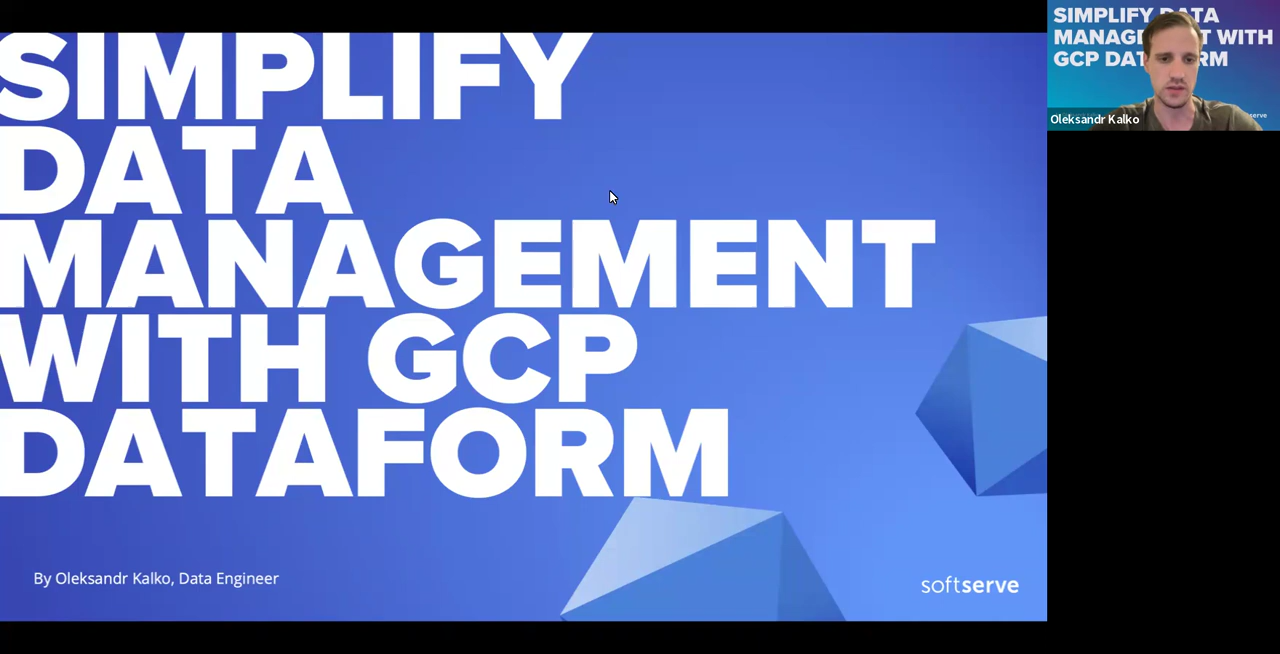 SIMPLIFY
DATA
MANAGEMENT
WITH GCP
DATAFORM
By Oleksandr Kalko, Data Engineer
softserve
SIMPLIFY DATA
WITH
GCP
Oleksandr Kalko